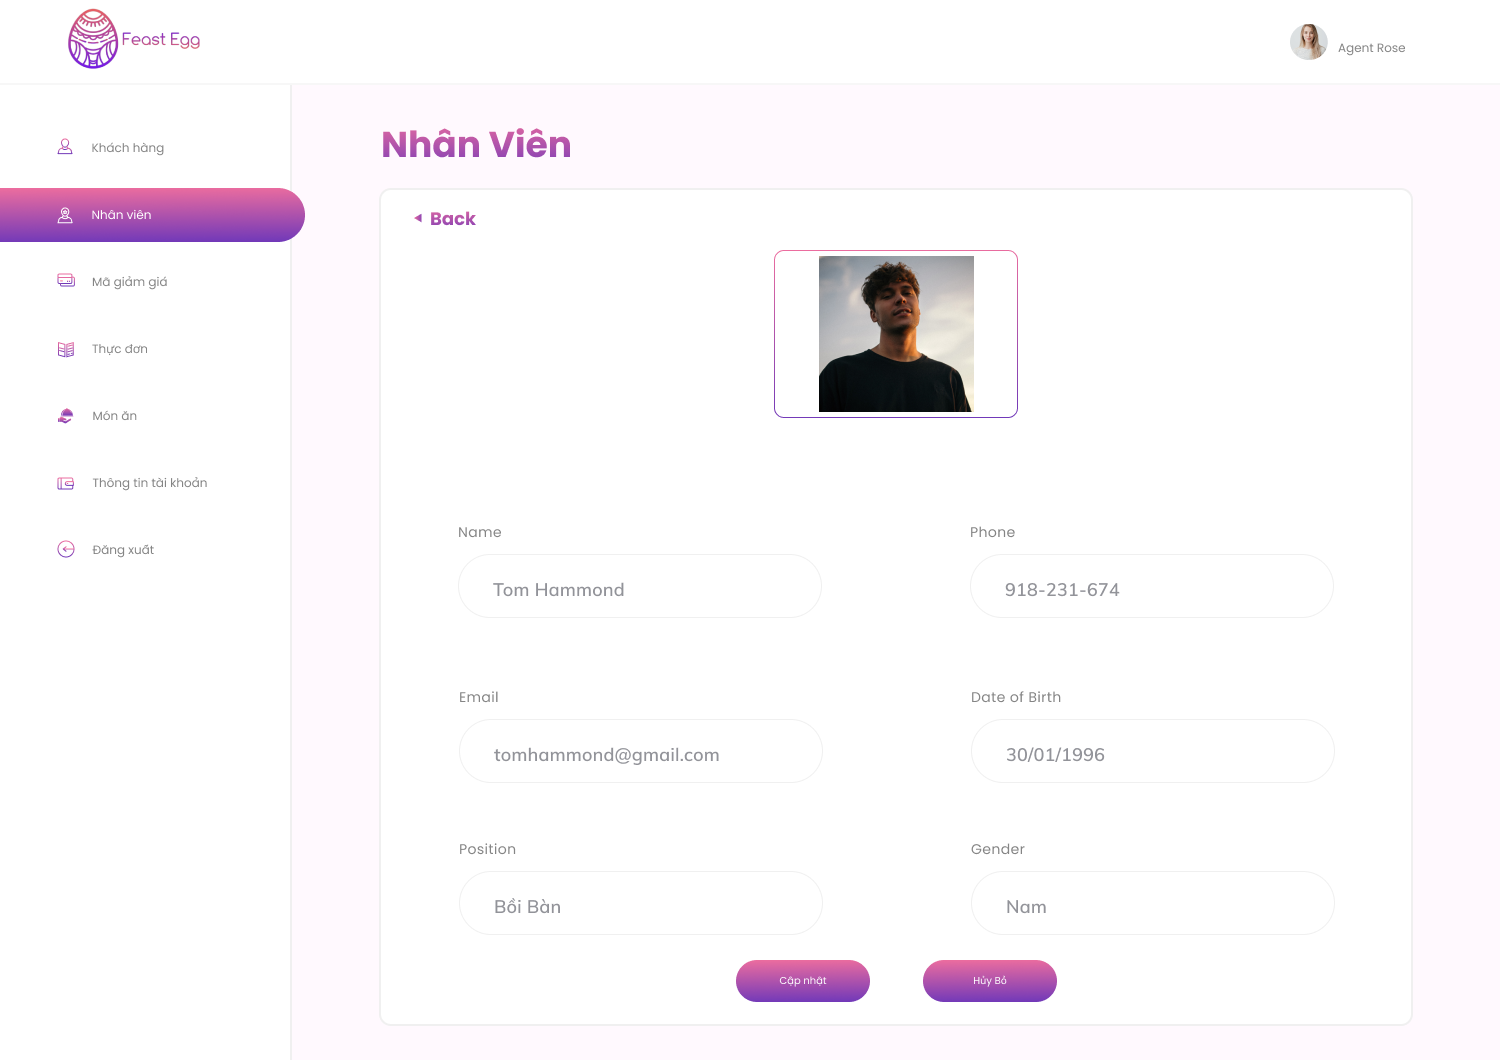 Feast Egg
Agent Rose
Khách hàng
Nhân viên
Mã giảm giá
Thực đơn
Món ăn
Thông tin tài khoản
Đăng xuất
Nhân Viên
Back
Name
Phone
Tom Hammond
918-231-674
Email
Date of Birth
tomhammond@gmail.com
30/01/1996
Position
Gender
Bồi Bàn
Nam
Cập nhật
Hủy Bỏ